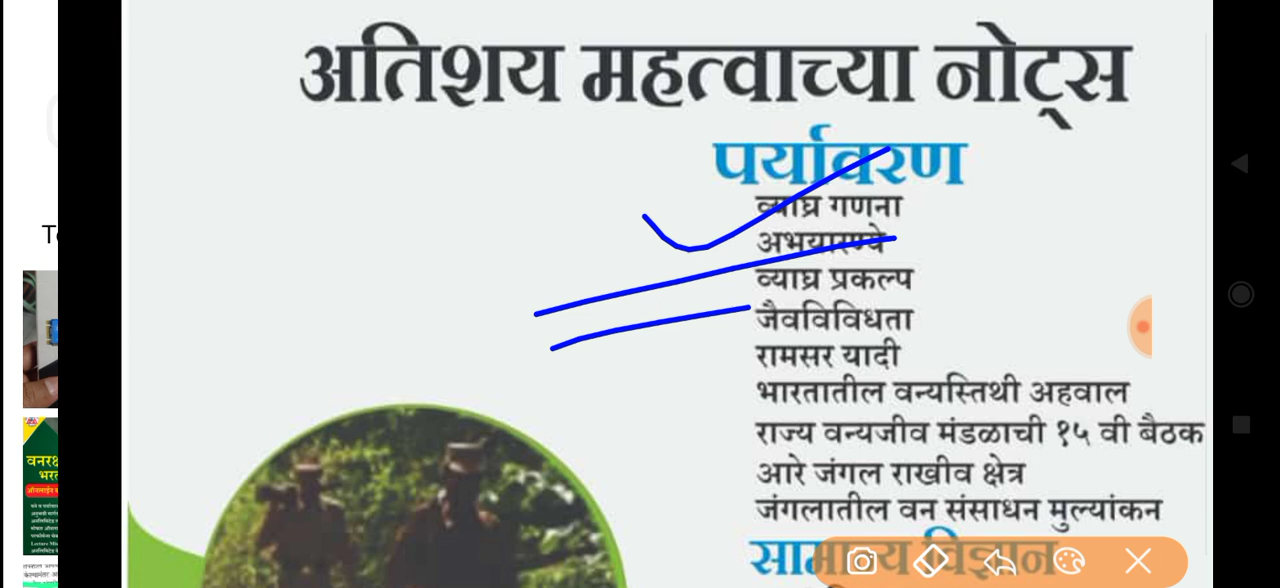 अतिशय महत्वाच्या नोट्स
पर्यावरण
व्याघ्र गणना
अभयारण्ये
व्याघ्र प्रकल्प
जैवविविधता
रामसर यादी
भारतातील वन्यस्तिथी अहवाल
राज्य वन्यजीव मंडळाची १५ वी बैठक
आरे जंगल राखीव क्षेत्र
जंगलातील वन संसाधन मुल्यांकन
सामान्य विज्ञान